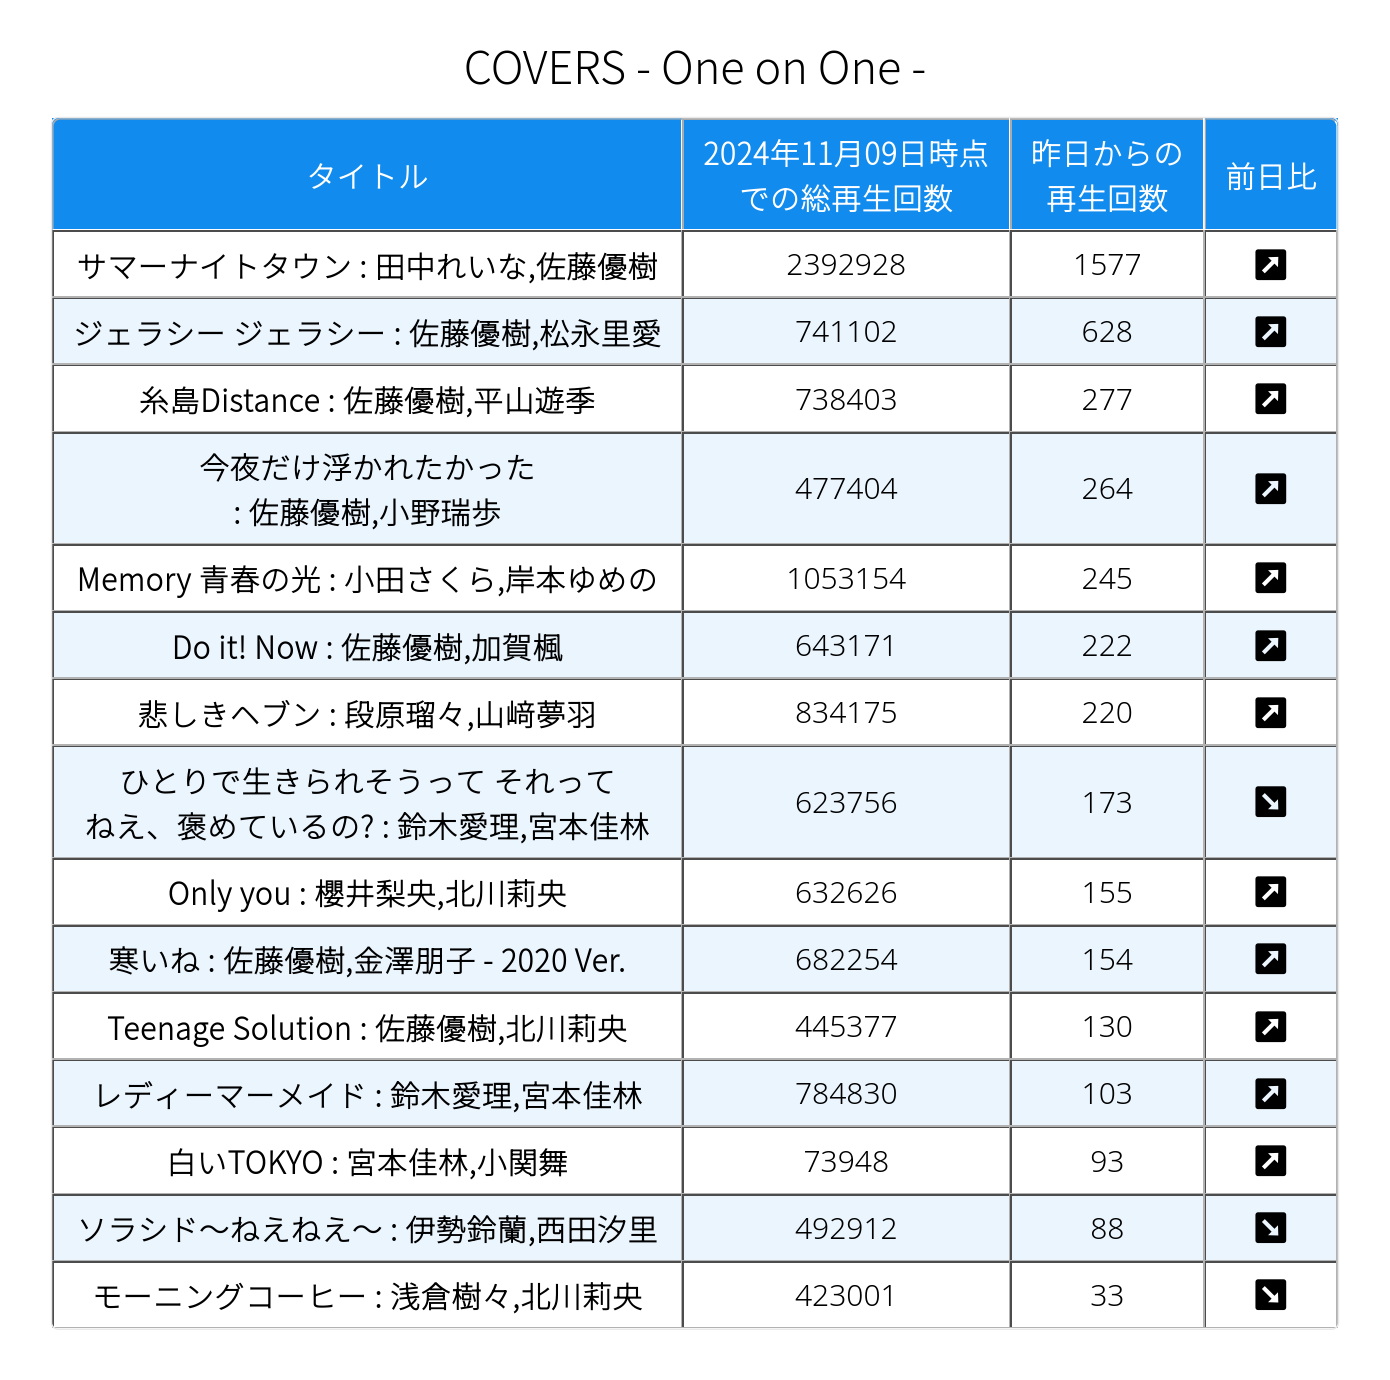 COVERS - One on One -
タイトル
2024年11月09日時点
での総再生回数
昨日からの
再生回数
前日比
サマーナイトタウン : 田中れいな,佐藤優樹 2392928 1577
ジェラシー ジェラシー : 佐藤優樹,松永里愛 741102 628
糸島Distance : 佐藤優樹,平山遊季 738403 277
今夜だけ浮かれたかった
: 佐藤優樹,小野瑞歩 477404 264
Memory 青春の光 : 小田さくら,岸本ゆめの 1053154 245
Do it! Now : 佐藤優樹,加賀楓 643171 222
悲しきヘブン : 段原瑠々,山﨑夢羽 834175 220
ひとりで生きられそうって それって
ねえ、褒めているの? : 鈴木愛理,宮本佳林 623756 173
Only you : 櫻井梨央,北川莉央 632626 155
寒いね : 佐藤優樹,金澤朋子 - 2020 Ver. 682254 154
Teenage Solution : 佐藤優樹,北川莉央 445377 130
レディーマーメイド : 鈴木愛理,宮本佳林 784830 103
白いTOKYO : 宮本佳林,小関舞 73948 93
ソラシド〜ねえねえ〜 : 伊勢鈴蘭,西田汐里 492912 88
モーニングコーヒー : 浅倉樹々,北川莉央 423001 33